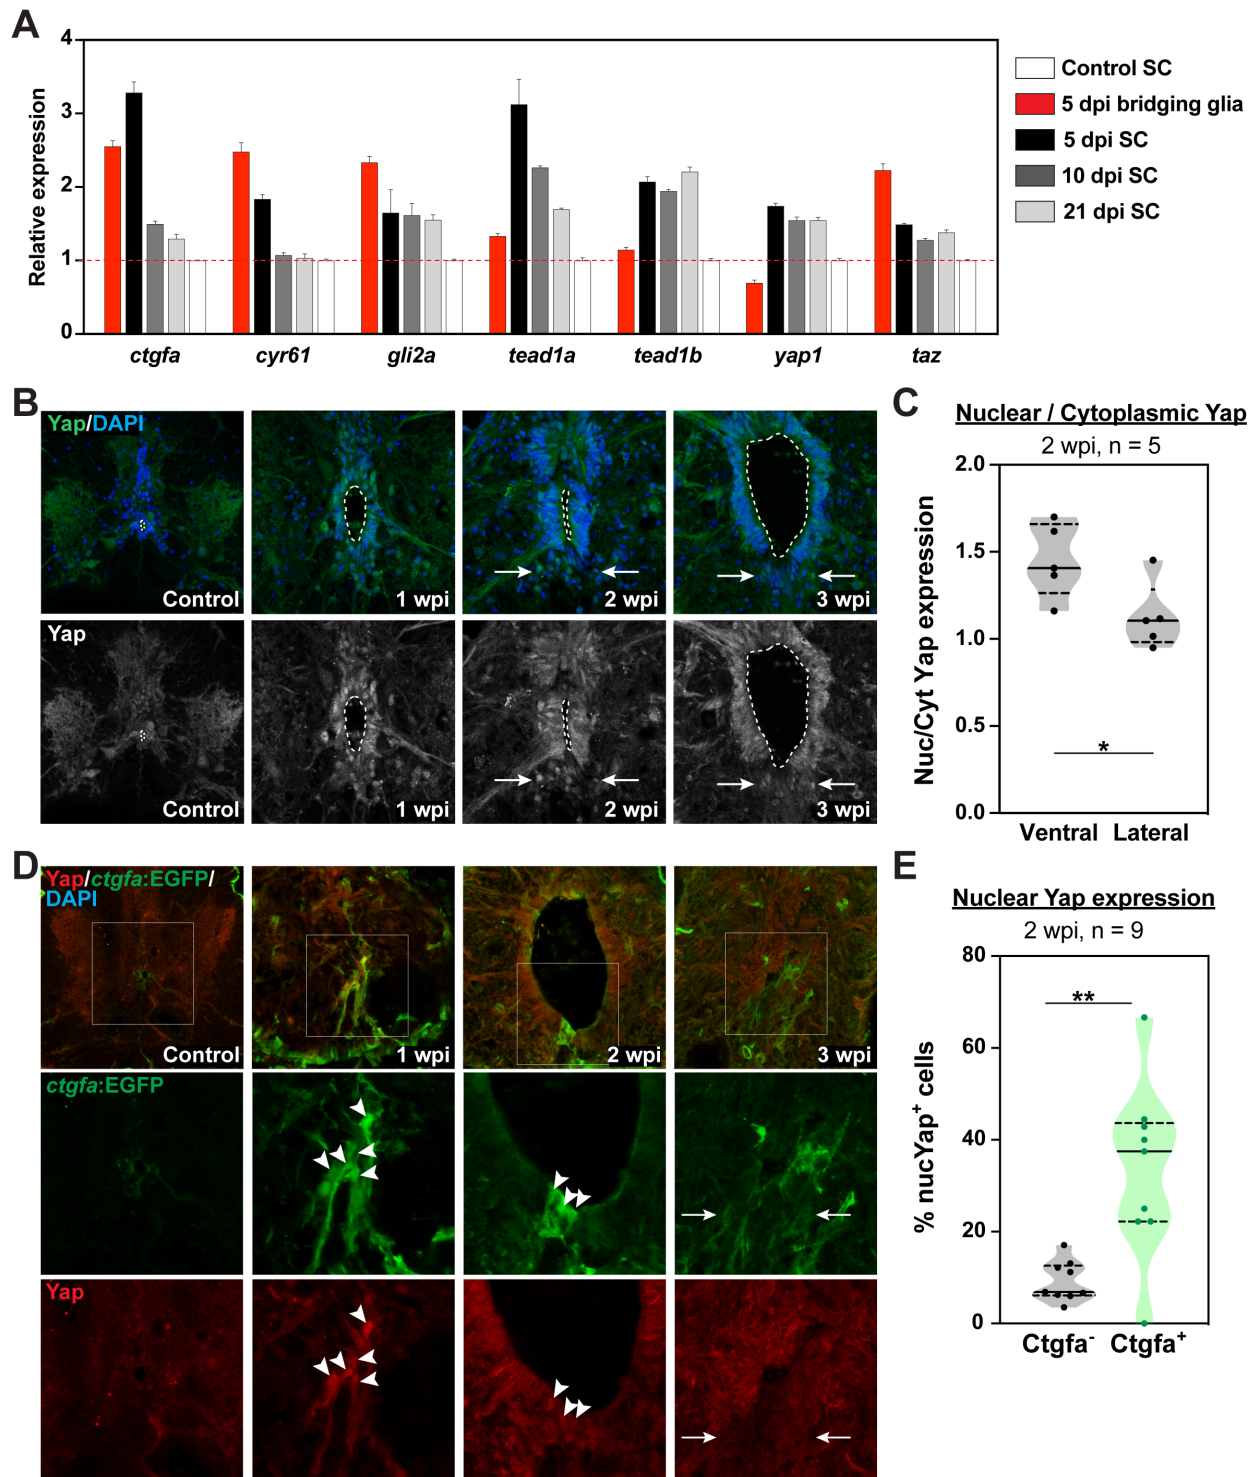 A
4
3
2
1
0
Relative expression
ctgfa
cyr61
gli2a
tead1a
tead1b
yap1
taz
Control SC
5 dpi bridging glia
5 dpi SC
10 dpi SC
21 dpi SC
B
Yap/DAPI
Control
1 wpi
2 wpi
3 wpi
Yap
Control
1 wpi
2 wpi
3 wpi
C
Nuclear / Cytoplasmic Yap
2 wpi, n = 5
2.0
1.5
1.0
0.5
0.0
Nuc/Cyt Yap expression
*
Ventral
Lateral
D
Yap/ctgfa:EGFP/
DAPI
Control
1 wpi
2 wpi
3 wpi
ctgfa:EGFP
Yap
E
Nuclear Yap expression
2 wpi, n = 9
80
60
40
20
0
% nucYap⁺ cells
**
Ctgfa⁻
Ctgfa⁺